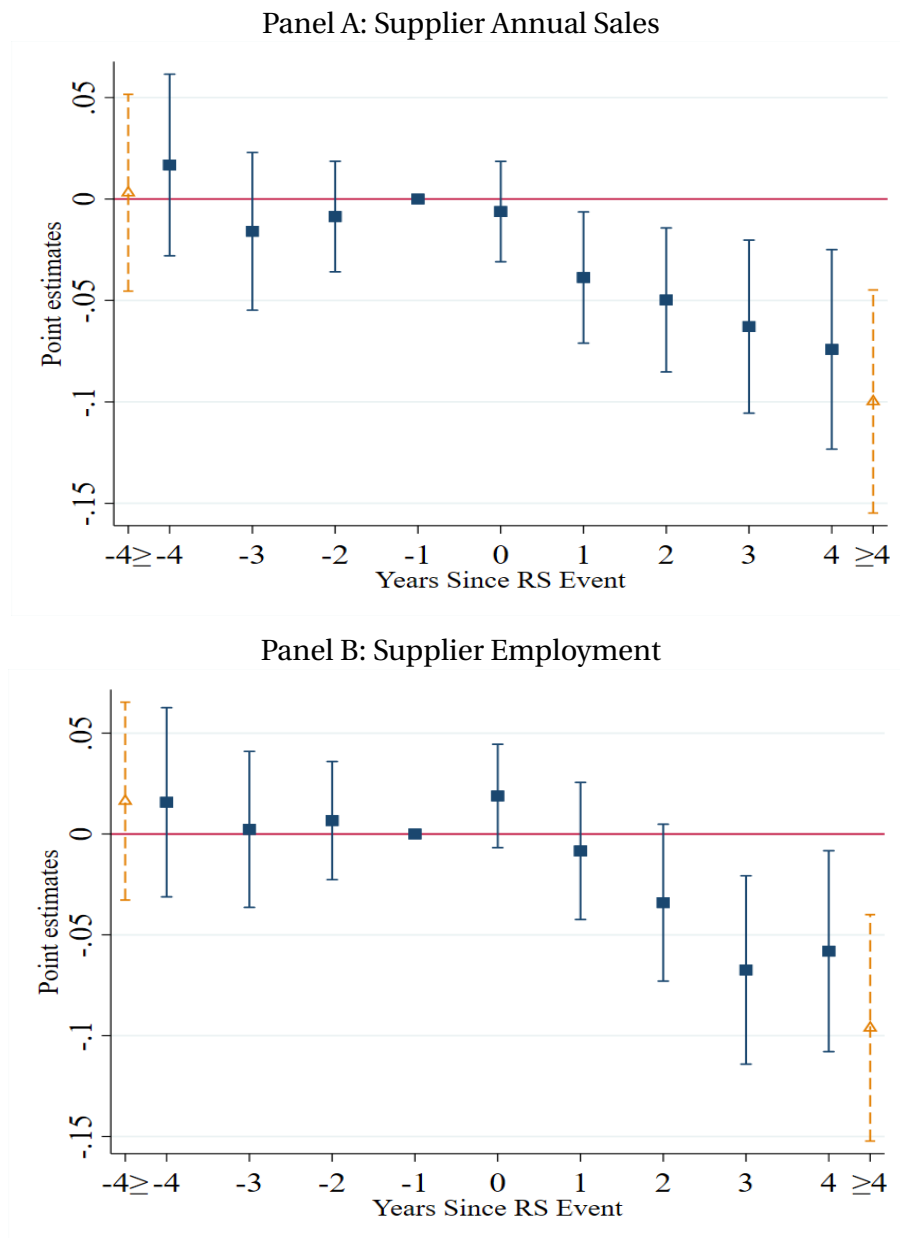 Panel A: Supplier Annual Sales
.05
0
-.05
-.1
-.15
Point estimates
-4≥ -4 -3 -2 -1 0 1 2 3 4 ≥4
Years Since RS Event
Panel B: Supplier Employment
.05
0
-.05
-.1
-.15
Point estimates
-4≥ -4 -3 -2 -1 0 1 2 3 4 ≥4
Years Since RS Event